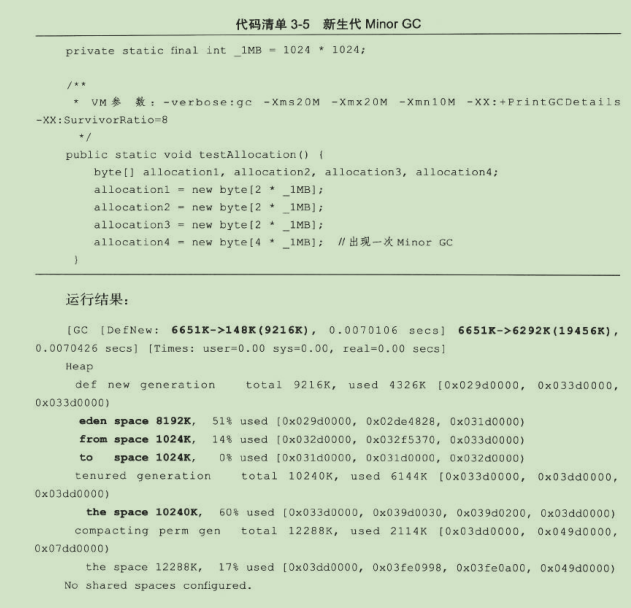 代码清单 3-5 新生代 Minor GC
private static final int _1MB = 1024 * 1024;
/**
* VM参 数：-verbose:gc -Xms20M -Xmx20M -Xmn10M -XX:+PrintGCDetails
-XX:SurvivorRatio=8
*/
public static void testAllocation() {
byte[] allocation1, allocation2, allocation3, allocation4;
allocation1 = new byte[2 * _1MB];
allocation2 = new byte[2 * _1MB];
allocation3 = new byte[2 * _1MB];
allocation4 = new byte[4 * _1MB]; //出现一次 Minor GC
}
运行结果：
[GC [DefNew: 6651K->148K(9216K), 0.0070106 secs] 6651K->6292K(19456K),
0.0070426 secs] [Times: user=0.00 sys=0.00, real=0.00 secs]
Heap
def new generation total 9216K, used 4326K [0x029d0000, 0x033d0000,
0x033d0000)
eden space 8192K, 51% used [0x029d0000, 0x02de4828, 0x031d0000)
from space 1024K, 14% used [0x032d0000, 0x032f5370, 0x033d0000)
to space 1024K, 0% used [0x031d0000, 0x031d0000, 0x032d0000)
tenured generation total 10240K, used 6144K [0x033d0000, 0x03dd0000,
0x03dd0000)
the space 10240K, 60% used [0x033d0000, 0x039d0030, 0x039d0200, 0x03dd0000)
compacting perm gen total 12288K, used 2114K [0x03dd0000, 0x049d0000,
0x07dd0000)
the space 12288K, 17% used [0x03dd0000, 0x03fe0998, 0x03fe0a00, 0x049d0000)
No shared spaces configured.